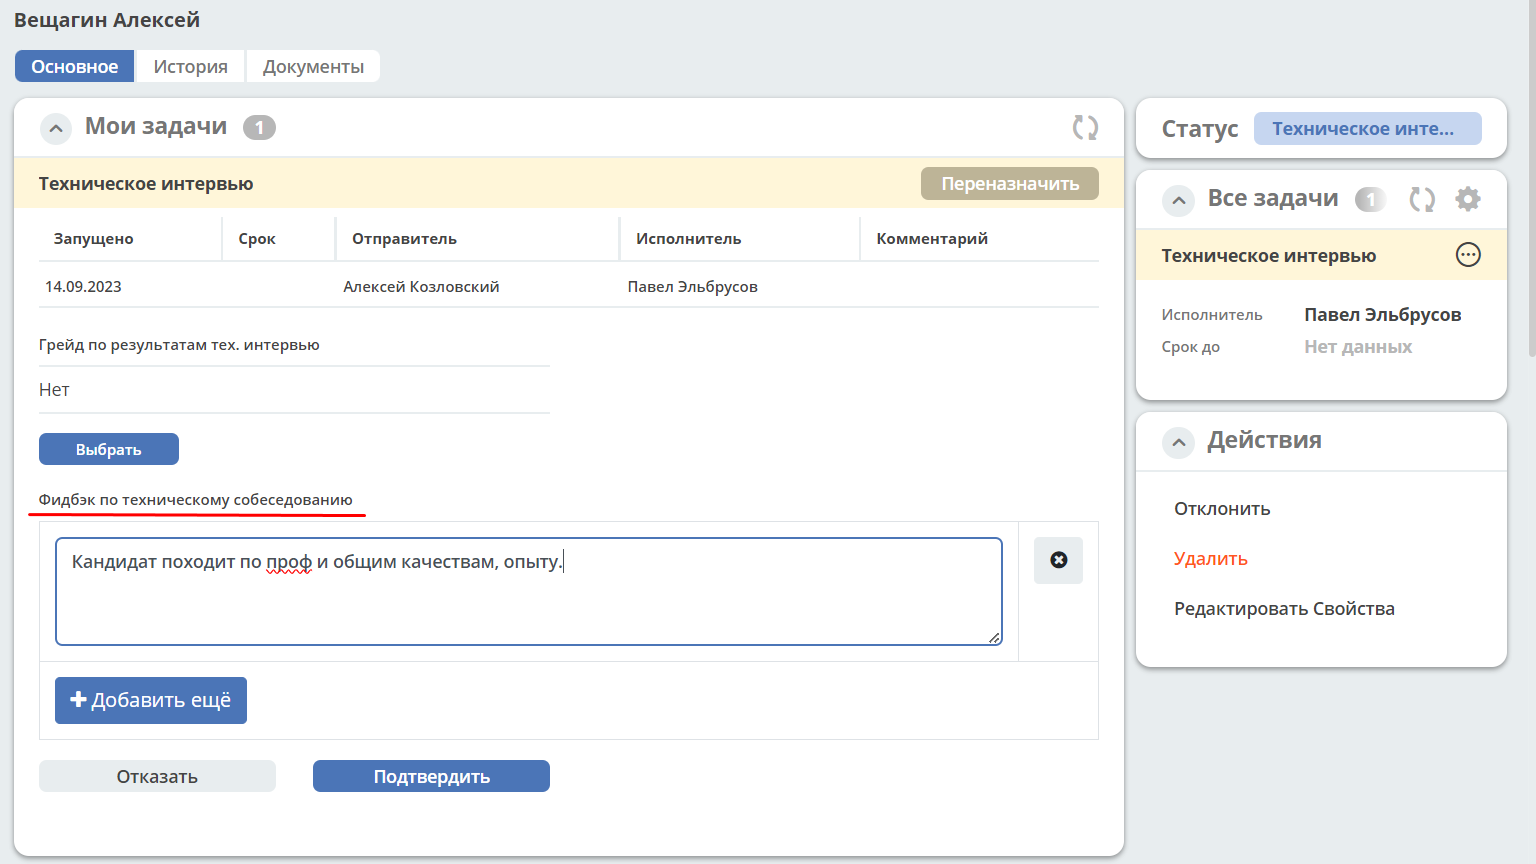 Вещагин Алексей
Основное История Документы
Мои задачи 1
Техническое интервью Переназначить
Запущено Срок Отправитель Исполнитель Комментарий
14.09.2023 Алексей Козловский Павел Эльбрусов
Грейд по результатам тех. интервью
Нет
Выбрать
Фидбэк по техническому собеседованию
Кандидат походит по проф и общим качествам, опыту.
Добавить ещё
Отказать Подтвердить
Статус Техническое инте...
Все задачи 1
Техническое интервью
Исполнитель Павел Эльбрусов
Срок до Нет данных
Действия
Отклонить
Удалить
Редактировать Свойства